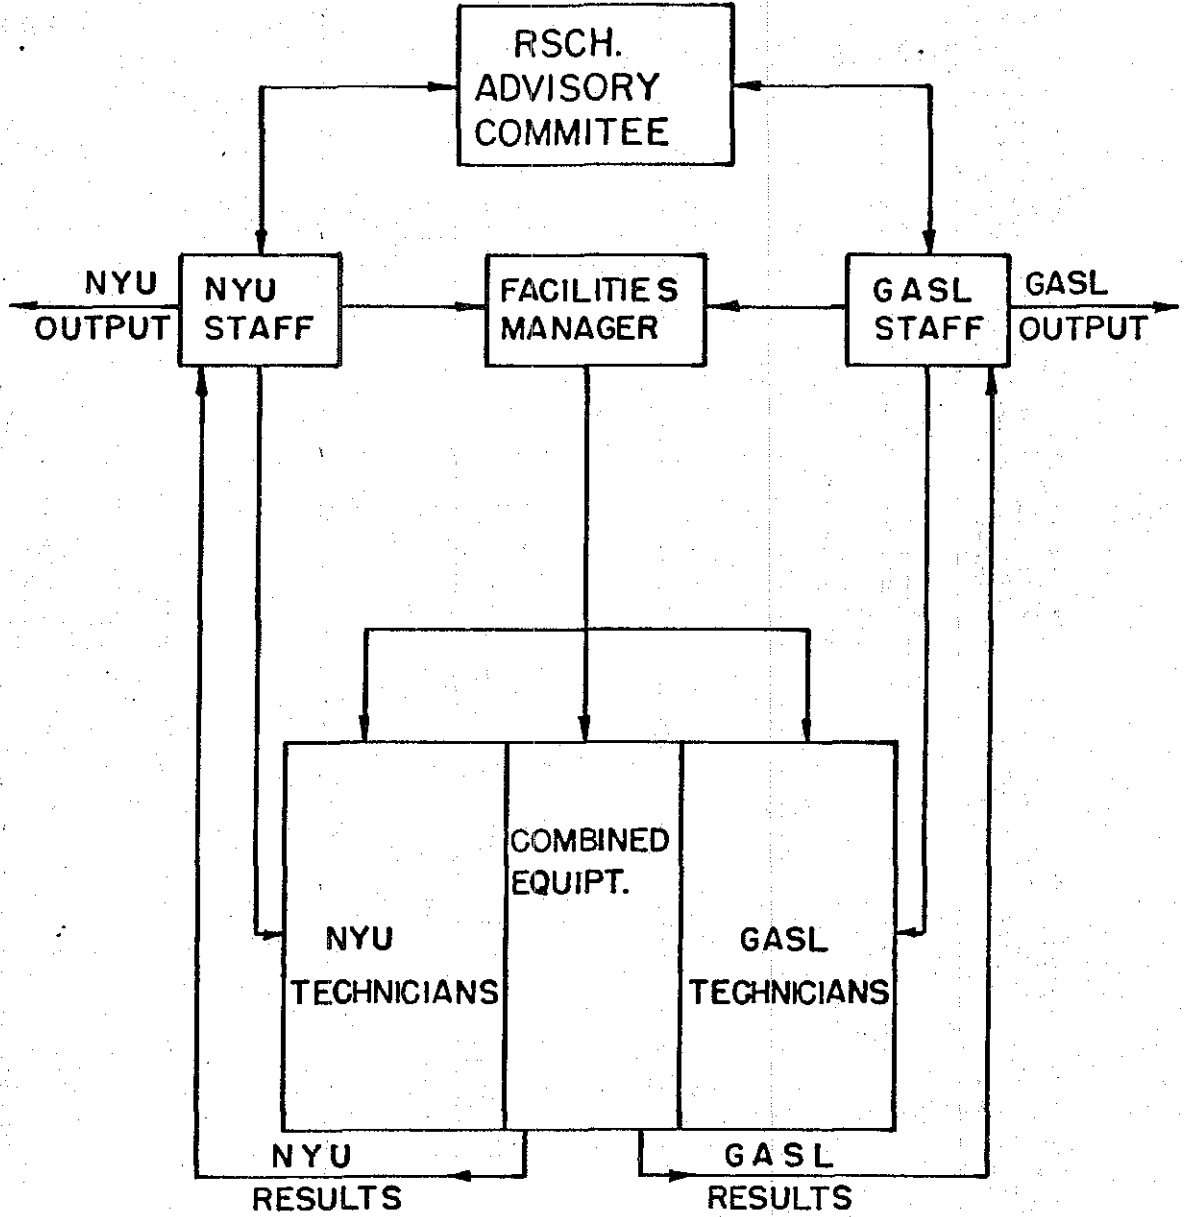 RSCH.
ADVISORY
COMMITEE
NYU
OUTPUT
NYU
STAFF
FACILITIES
MANAGER
GASL
STAFF
GASL
OUTPUT
COMBINED
EQUIPT.
NYU
TECHNICIANS
GASL
TECHNICIANS
NYU
RESULTS
GASL
RESULTS